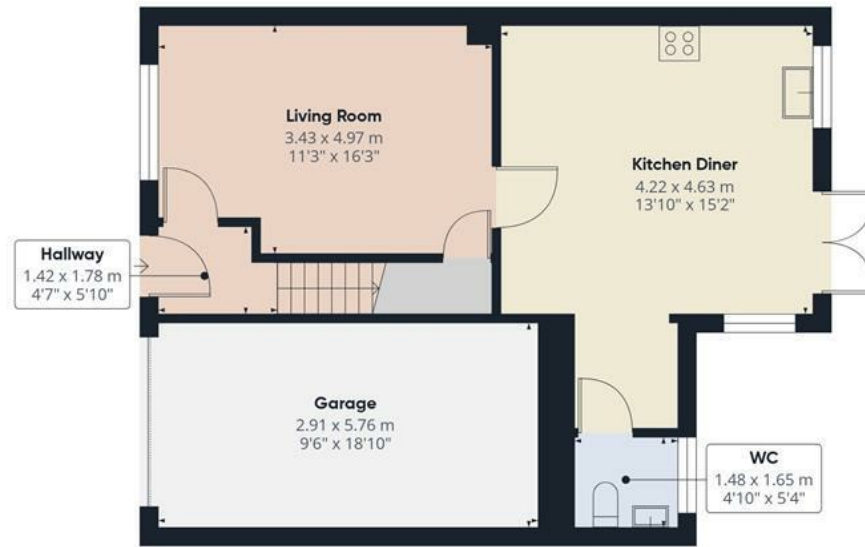 Living Room
3.43 x 4.97 m
11'3" x 16'3"
Kitchen Diner
4.22 x 4.63 m
13'10" x 15'2"
Hallway
1.42 x 1.78 m
4'7" x 5'10"
Garage
2.91 x 5.76 m
9'6" x 18'10"
WC
1.48 x 1.65 m
4'10" x 5'4"